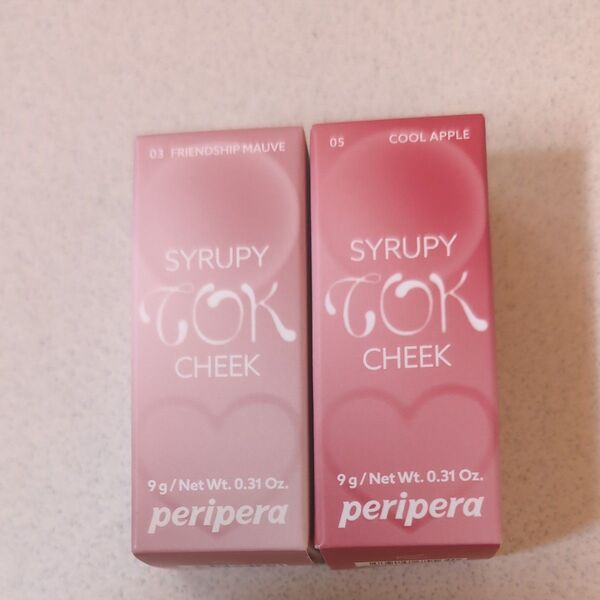 03 FRIENDSHIP MAUVE
SYRUPY
TOK
CHEEK
9 g / Net Wt. 0.31 Oz.
peripera
05 COOL APPLE
SYRUPY
TOK
CHEEK
9 g / Net Wt. 0.31 Oz.
peripera